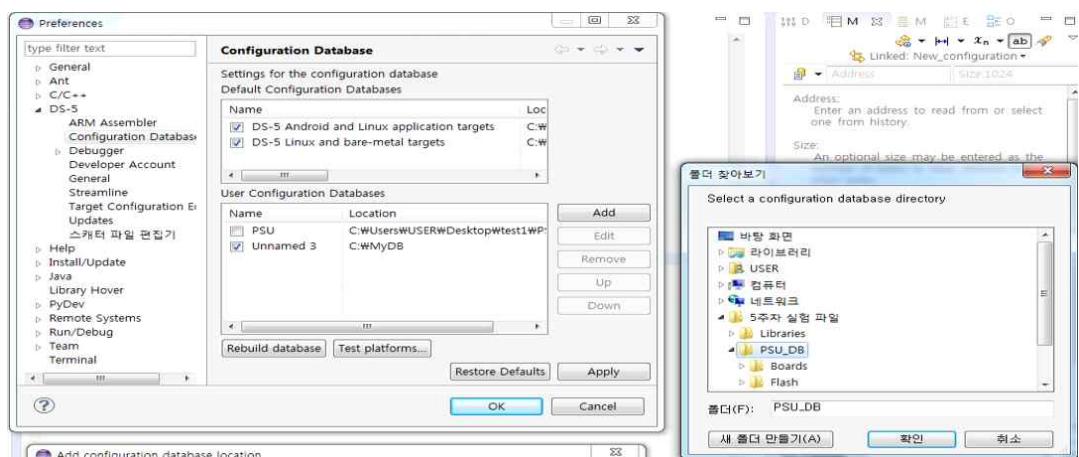 Preferences
type filter text
General
Ant
C/C++
DS-5
ARM Assembler
Configuration Databas
Debugger
Developer Account
General
Streamline
Target Configuration E
Updates
스캐터 파일 편집기
Help
Install/Update
Java
Library Hover
PyDev
Remote Systems
Run/Debug
Team
Terminal
Configuration Database
Settings for the configuration database
Default Configuration Databases
Name Loc
DS-5 Android and Linux application targets C:₩
DS-5 Linux and bare-metal targets C:₩
User Configuration Databases
Name Location
PSU C:₩Users₩USER₩Desktop₩test1₩P
Unnamed 3 C:₩MyDB
Add
Edit
Remove
Up
Down
Rebuild database Test platforms...
Restore Defaults Apply
OK Cancel
Add configuration database location
D M M E O
Linked: New_configuration
Address Size:1024
Address:
Enter an address to read from or select
one from history.
Size:
An optional size may be entered as the
폴더 찾아보기
Select a configuration database directory
바탕 화면
라이브러리
USER
컴퓨터
네트워크
5주차 실험 파일
Libraries
PSU_DB
Boards
Flash
폴더(F): PSU_DB
새 폴더 만들기(A) 확인 취소